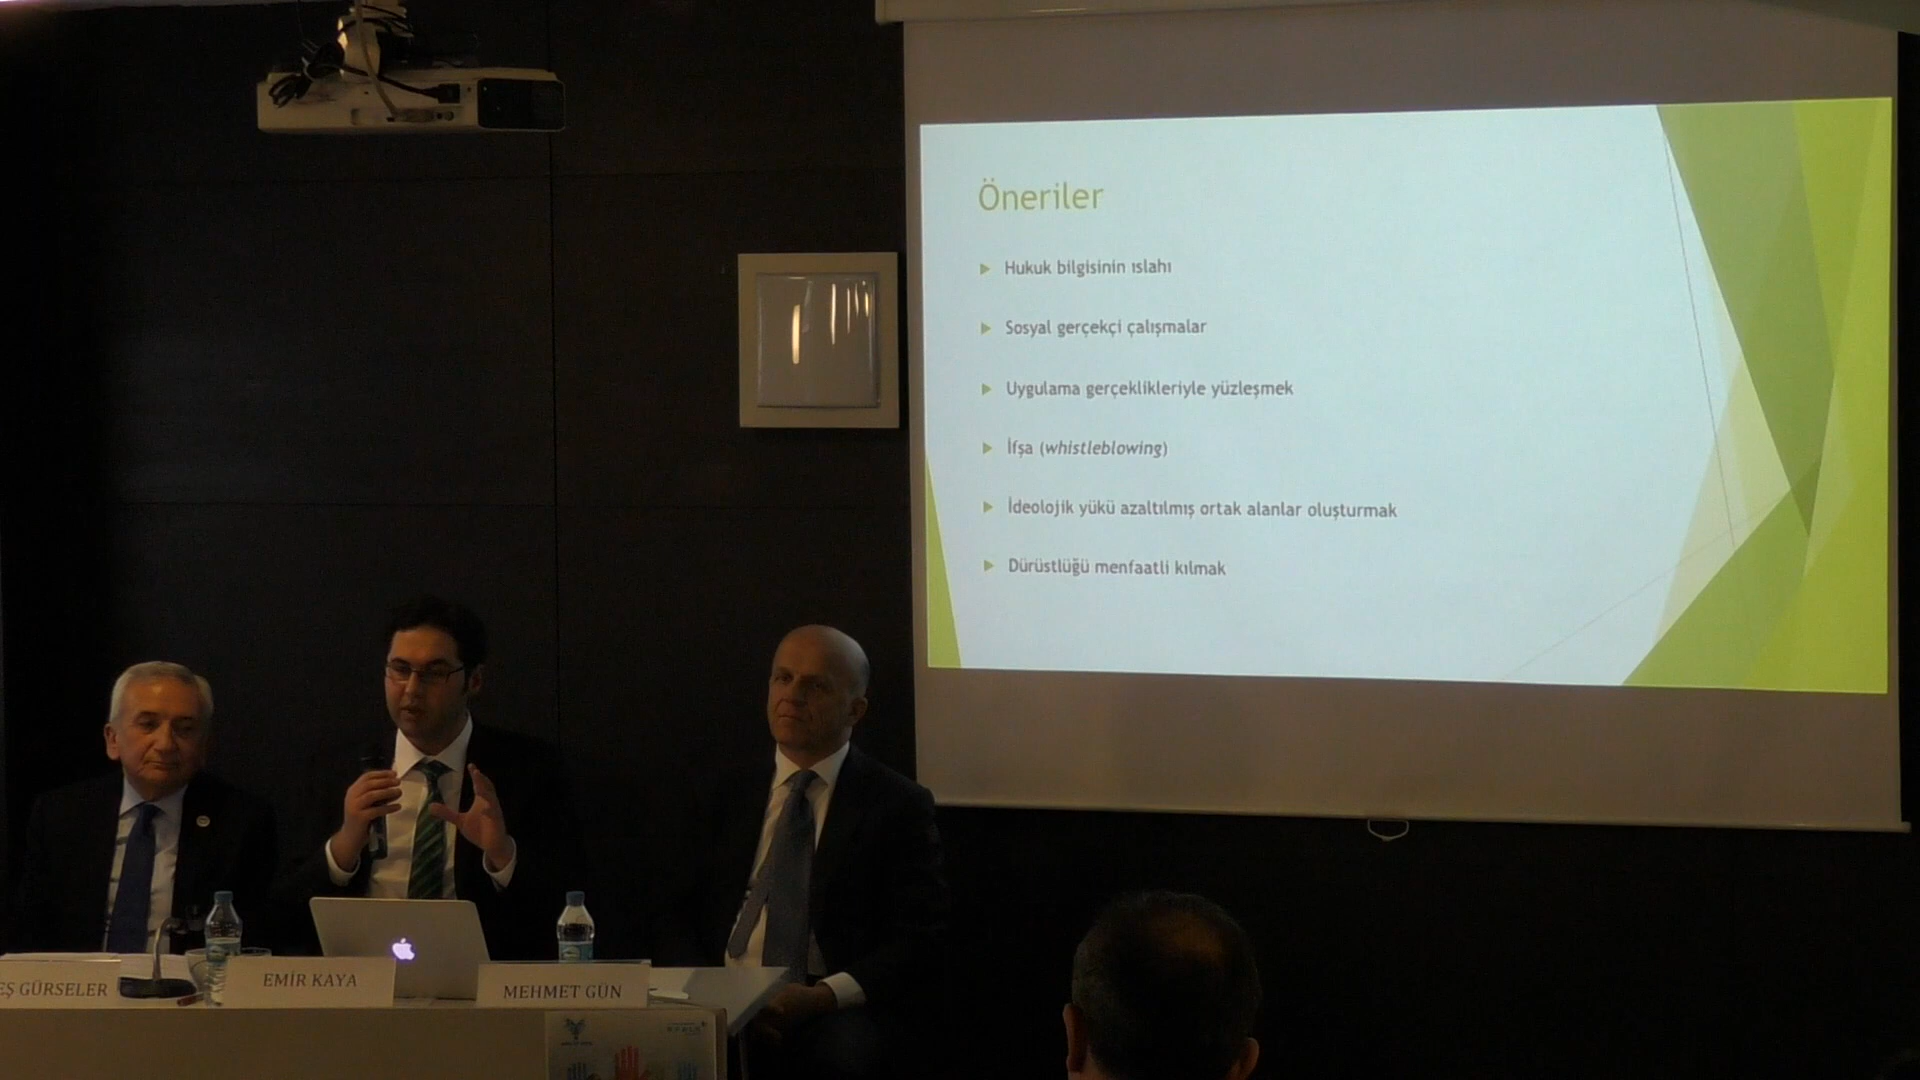 Öneriler
Hukuk bilgisinin ıslahı
Sosyal gerçekçi çalışmalar
Uygulama gerçeklikleriyle yüzleşmek
İfşa (whistleblowing)
İdeolojik yükü azaltılmış ortak alanlar oluşturmak
Dürüstlüğü menfaatli kılmak
EŞ GÜRSELER
EMİR KAYA
MEHMET GÜN